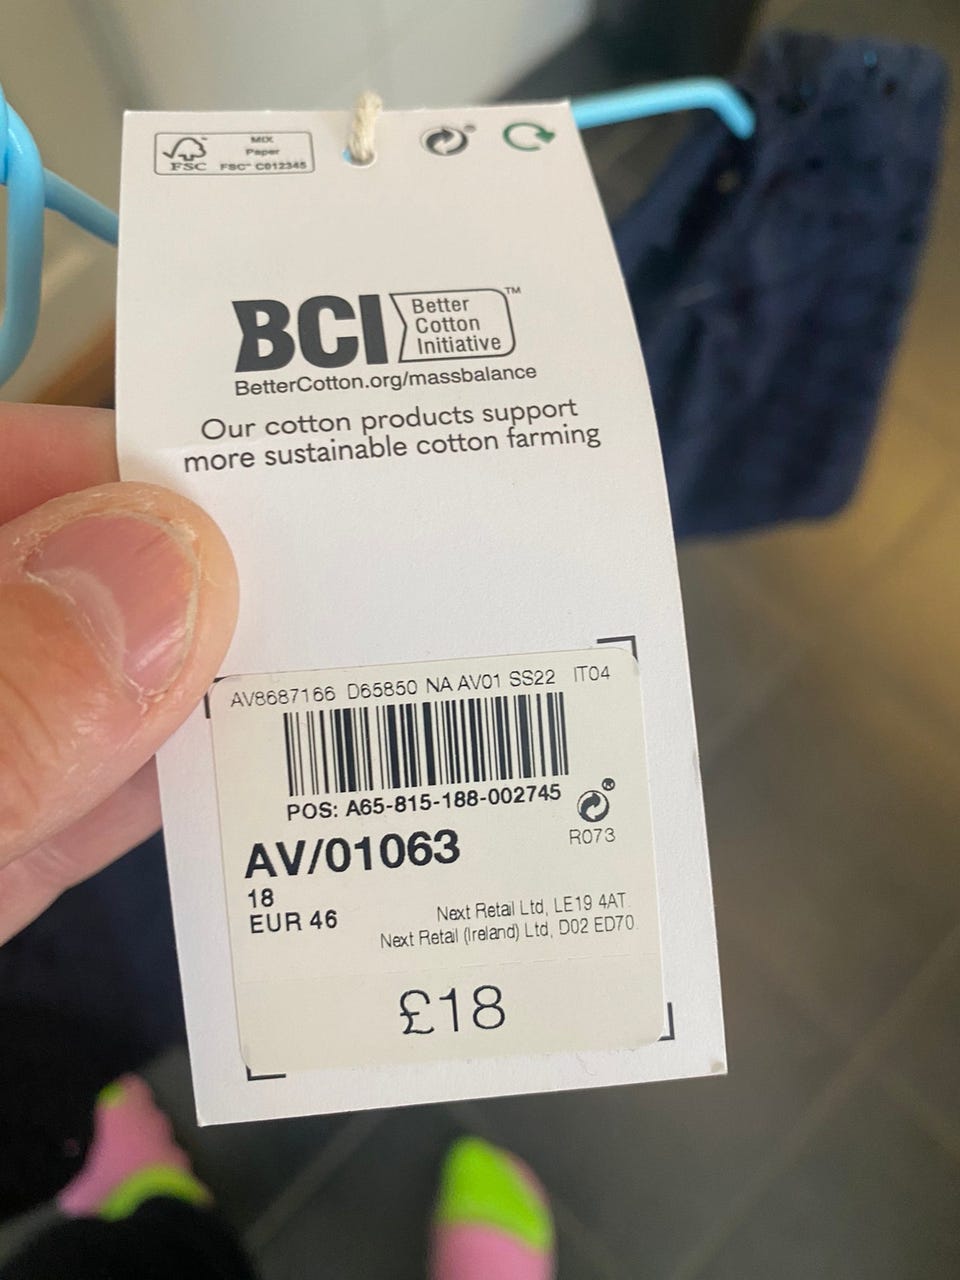 FSC
MIX
Paper
FSC™ C012345
BCI
Better
Cotton
Initiative
™
BetterCotton.org/massbalance
Our cotton products support
more sustainable cotton farming
AV8687166 D65850 NA AV01 SS22 IT04
POS: A65-815-188-002745
AV/01063
R073
18
EUR 46
Next Retail Ltd, LE19 4AT.
Next Retail (Ireland) Ltd, D02 ED70.
£18